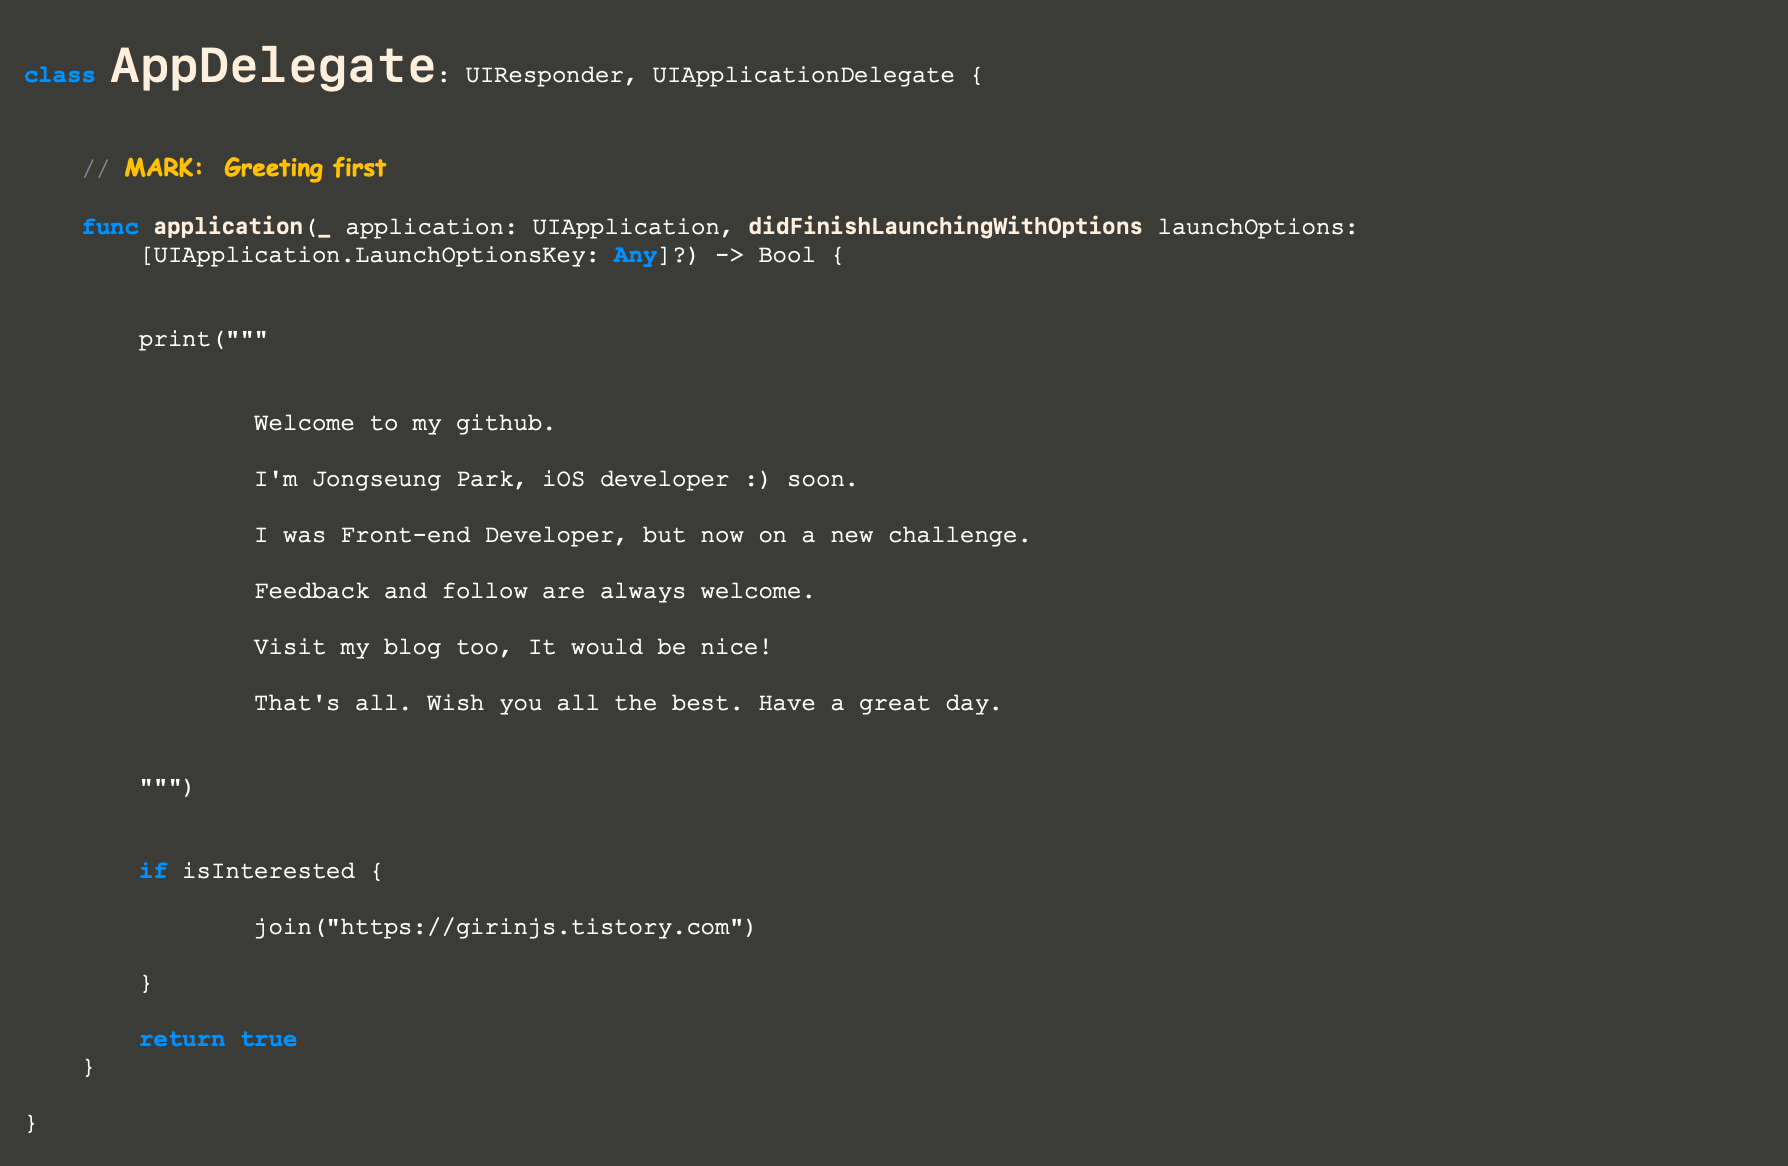 class AppDelegate: UIResponder, UIApplicationDelegate {
// MARK: Greeting first
func application(_ application: UIApplication, didFinishLaunchingWithOptions launchOptions:
[UIApplication.LaunchOptionsKey: Any]?) -> Bool {
print("""
Welcome to my github.
I'm Jongseung Park, iOS developer :) soon.
I was Front-end Developer, but now on a new challenge.
Feedback and follow are always welcome.
Visit my blog too, It would be nice!
That's all. Wish you all the best. Have a great day.
""")
if isInterested {
join("https://girinjs.tistory.com")
}
return true
}
}